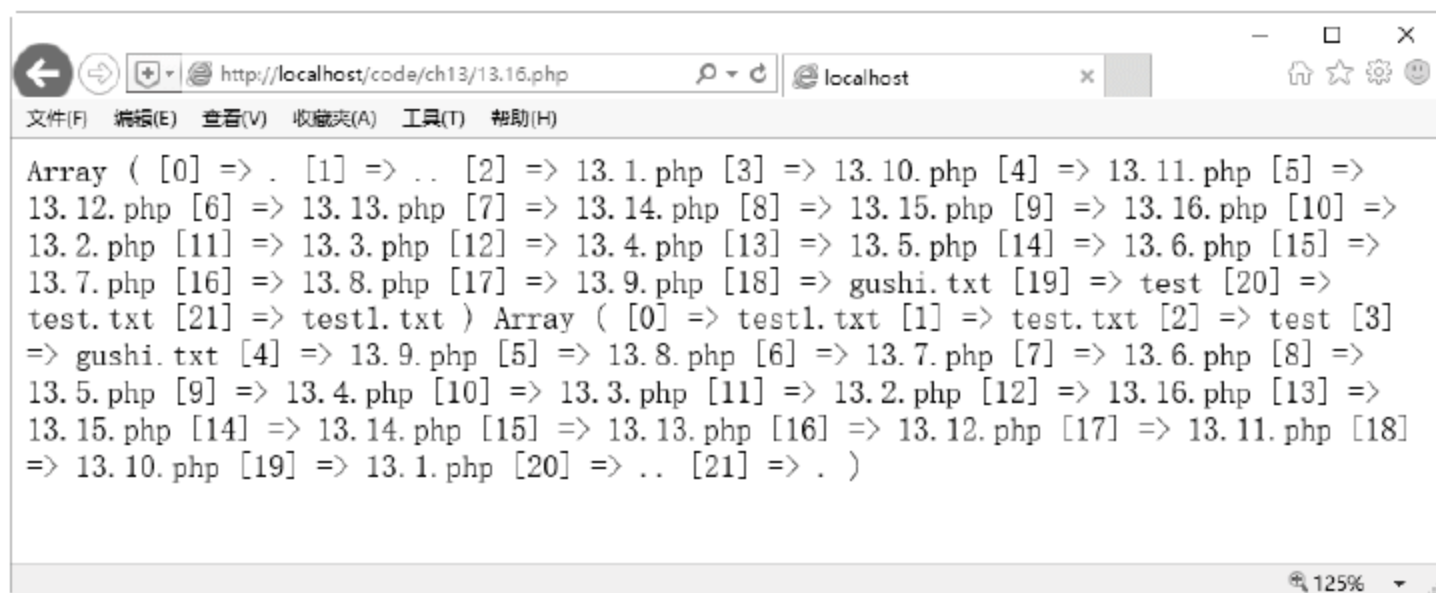 http://localhost/code/ch13/13.16.php
localhost
文件(F) 编辑(E) 查看(V) 收藏夹(A) 工具(T) 帮助(H)
Array ( [0] => . [1] => .. [2] => 13.1.php [3] => 13.10.php [4] => 13.11.php [5] =>
13.12.php [6] => 13.13.php [7] => 13.14.php [8] => 13.15.php [9] => 13.16.php [10] =>
13.2.php [11] => 13.3.php [12] => 13.4.php [13] => 13.5.php [14] => 13.6.php [15] =>
13.7.php [16] => 13.8.php [17] => 13.9.php [18] => gushi.txt [19] => test [20] =>
test.txt [21] => test1.txt ) Array ( [0] => test1.txt [1] => test.txt [2] => test [3]
=> gushi.txt [4] => 13.9.php [5] => 13.8.php [6] => 13.7.php [7] => 13.6.php [8] =>
13.5.php [9] => 13.4.php [10] => 13.3.php [11] => 13.2.php [12] => 13.16.php [13] =>
13.15.php [14] => 13.14.php [15] => 13.13.php [16] => 13.12.php [17] => 13.11.php [18]
=> 13.10.php [19] => 13.1.php [20] => .. [21] => . )
125%